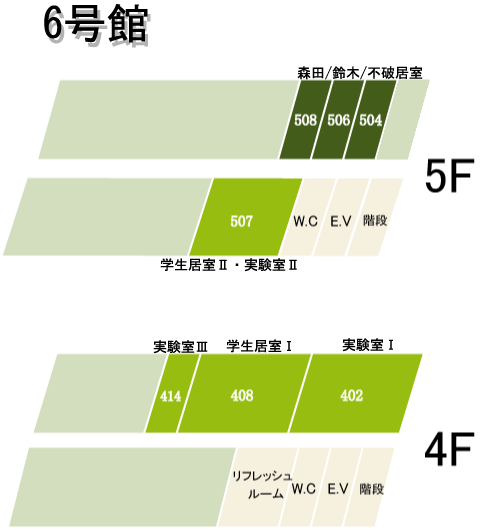 6号館
森田/鈴木/不破居室
508 506 504
5F
507 W.C E.V 階段
学生居室Ⅱ・実験室Ⅱ
実験室Ⅲ 学生居室Ⅰ 実験室Ⅰ
414 408 402
4F
リフレッシュ
ルーム W.C E.V 階段